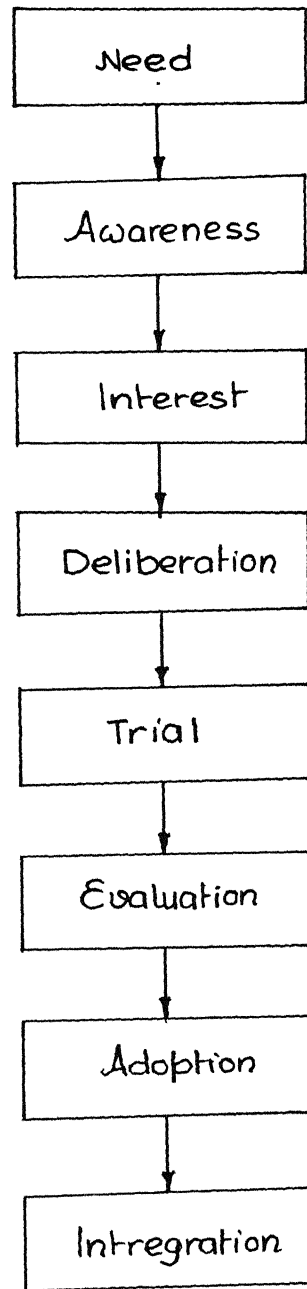 Need
Awareness
Interest
Deliberation
Trial
Evaluation
Adoption
Intregration